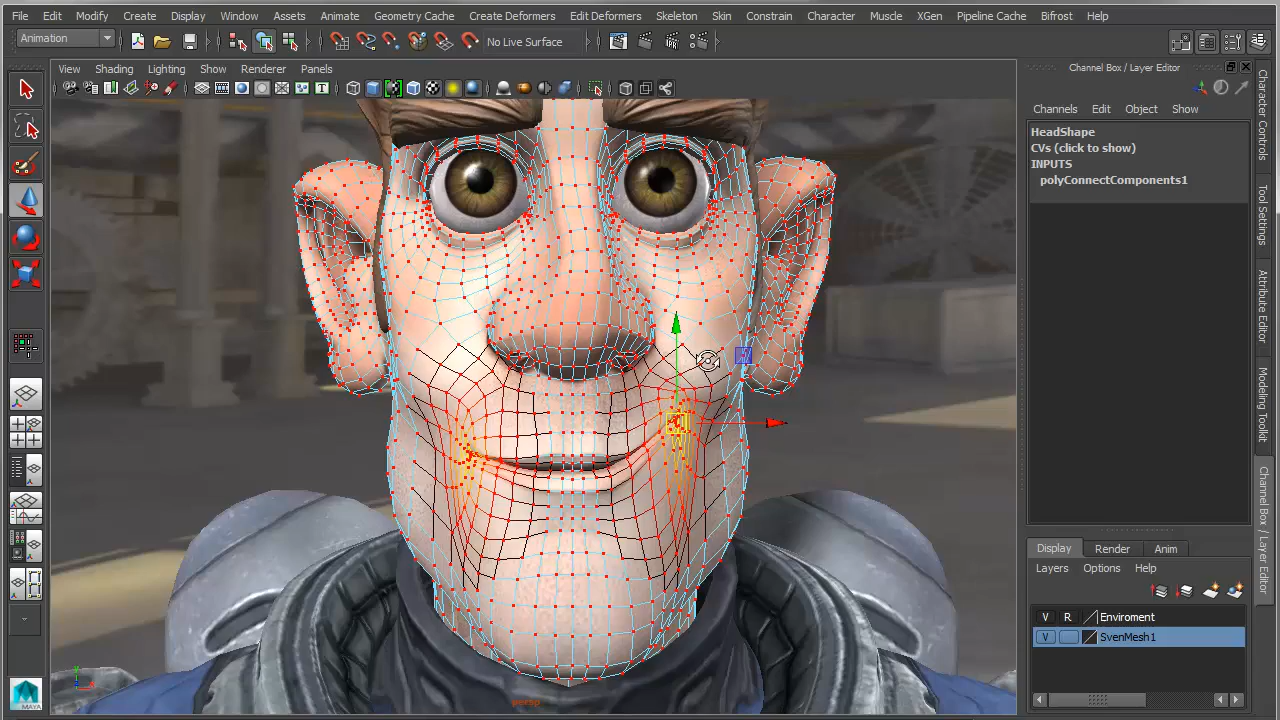 File Edit Modify Create Display Window Assets Animate Geometry Cache Create Deformers Edit Deformers Skeleton Skin Constrain Character Muscle XGen Pipeline Cache Bifrost Help
Animation No Live Surface
View Shading Lighting Show Renderer Panels
Channel Box / Layer Editor
Channels Edit Object Show
HeadShape
CVs (click to show)
INPUTS
polyConnectComponents1
Character Controls
Tool Settings
Attribute Editor
Modeling Toolkit
Channel Box / Layer Editor
Display Render Anim
Layers Options Help
V R Enviroment
V SvenMesh1
persp
MAYA